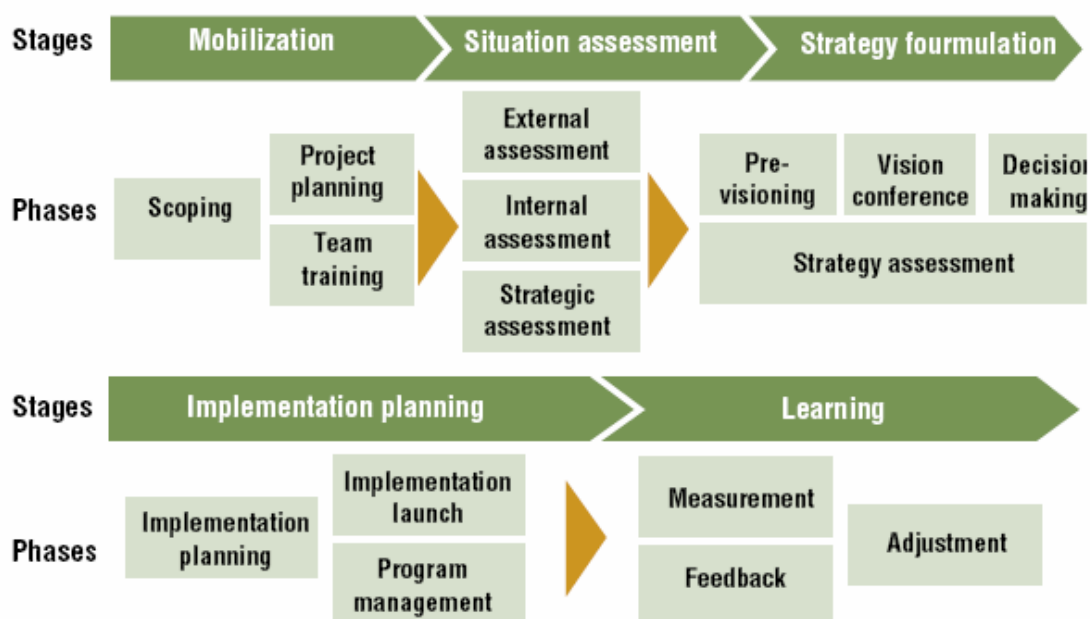 Stages
Mobilization
Situation assessment
Strategy fourmulation
Phases
Scoping
Project
planning
Team
training
External
assessment
Internal
assessment
Strategic
assessment
Pre-
visioning
Vision
conference
Decision
making
Strategy assessment
Stages
Implementation planning
Learning
Phases
Implementation
planning
Implementation
launch
Program
management
Measurement
Feedback
Adjustment